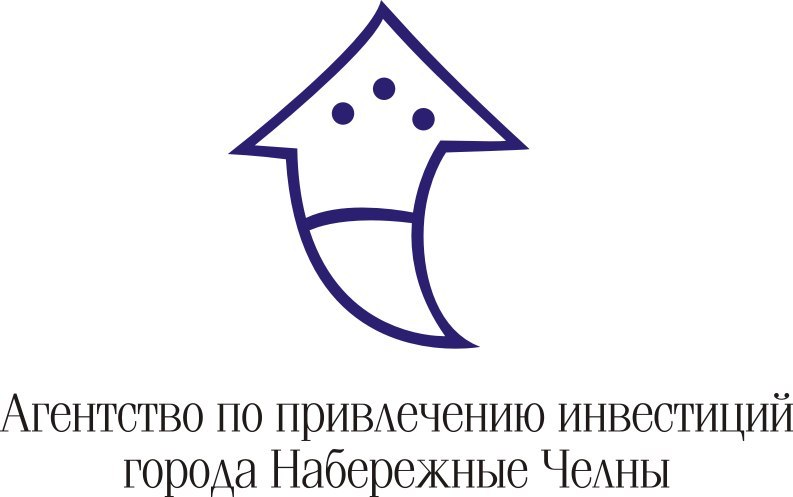 Агентство по привлечению инвестиций
города Набережные Челны